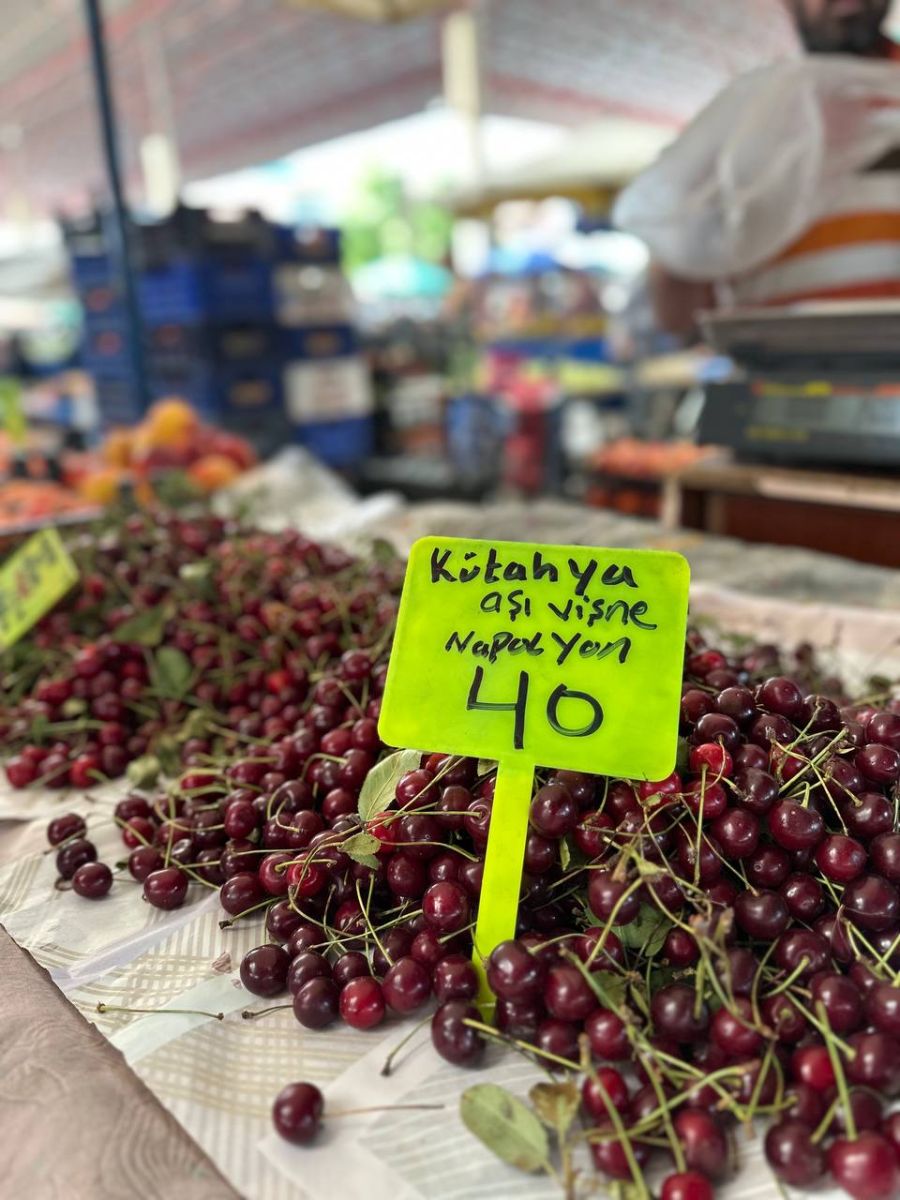 Kütahya
aşı vişne
Napolyon
40